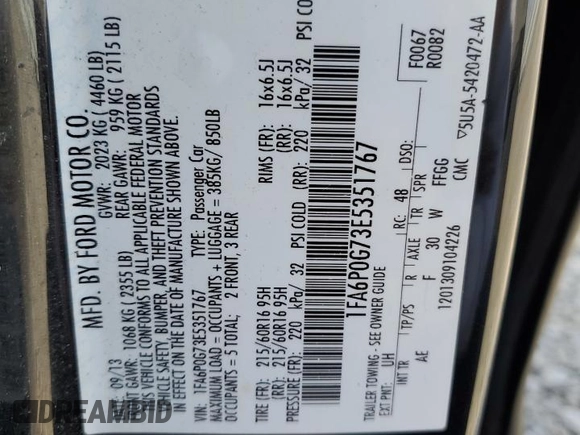 MFD. BY FORD MOTOR CO.
09/13 GVWR: 2023 KG ( 4460 LB)
GAWR: 1068 KG ( 2355 LB) REAR GAWR: 959 KG ( 2115 LB)
VEHICLE CONFORMS TO ALL APPLICABLE FEDERAL MOTOR
BUMPER, AND THEFT PREVENTION STANDARDS
IN EFFECT ON THE DATE OF MANUFACTURE SHOWN ABOVE.
VIN: 1FA6P0G73E5351767 TYPE: Passenger Car
MAXIMUM LOAD = OCCUPANTS + LUGGAGE = 385KG/ 850LB
OCCUPANTS = 5 TOTAL: 2 FRONT, 3 REAR
TIRE (FR): 215/60R16 95H RIMS (FR): 16x6.5J
(RR): 215/60R16 95H (RR): 16x6.5J
PRESSURE (FR): 220 kPa/ 32 PSI COLD (RR): 220 kPa/ 32 PSI CO
1FA6P0G73E5351767
TRAILER TOWING - SEE OWNER GUIDE
EXT PNT: UH RC: 48 DSO: F0067
R0082
INT TR TP/PS R AXLE TR SPR
AE F 30 W FFGG
1201309104226 CMC ▽5U5A-5420472-AA
DREAMBID